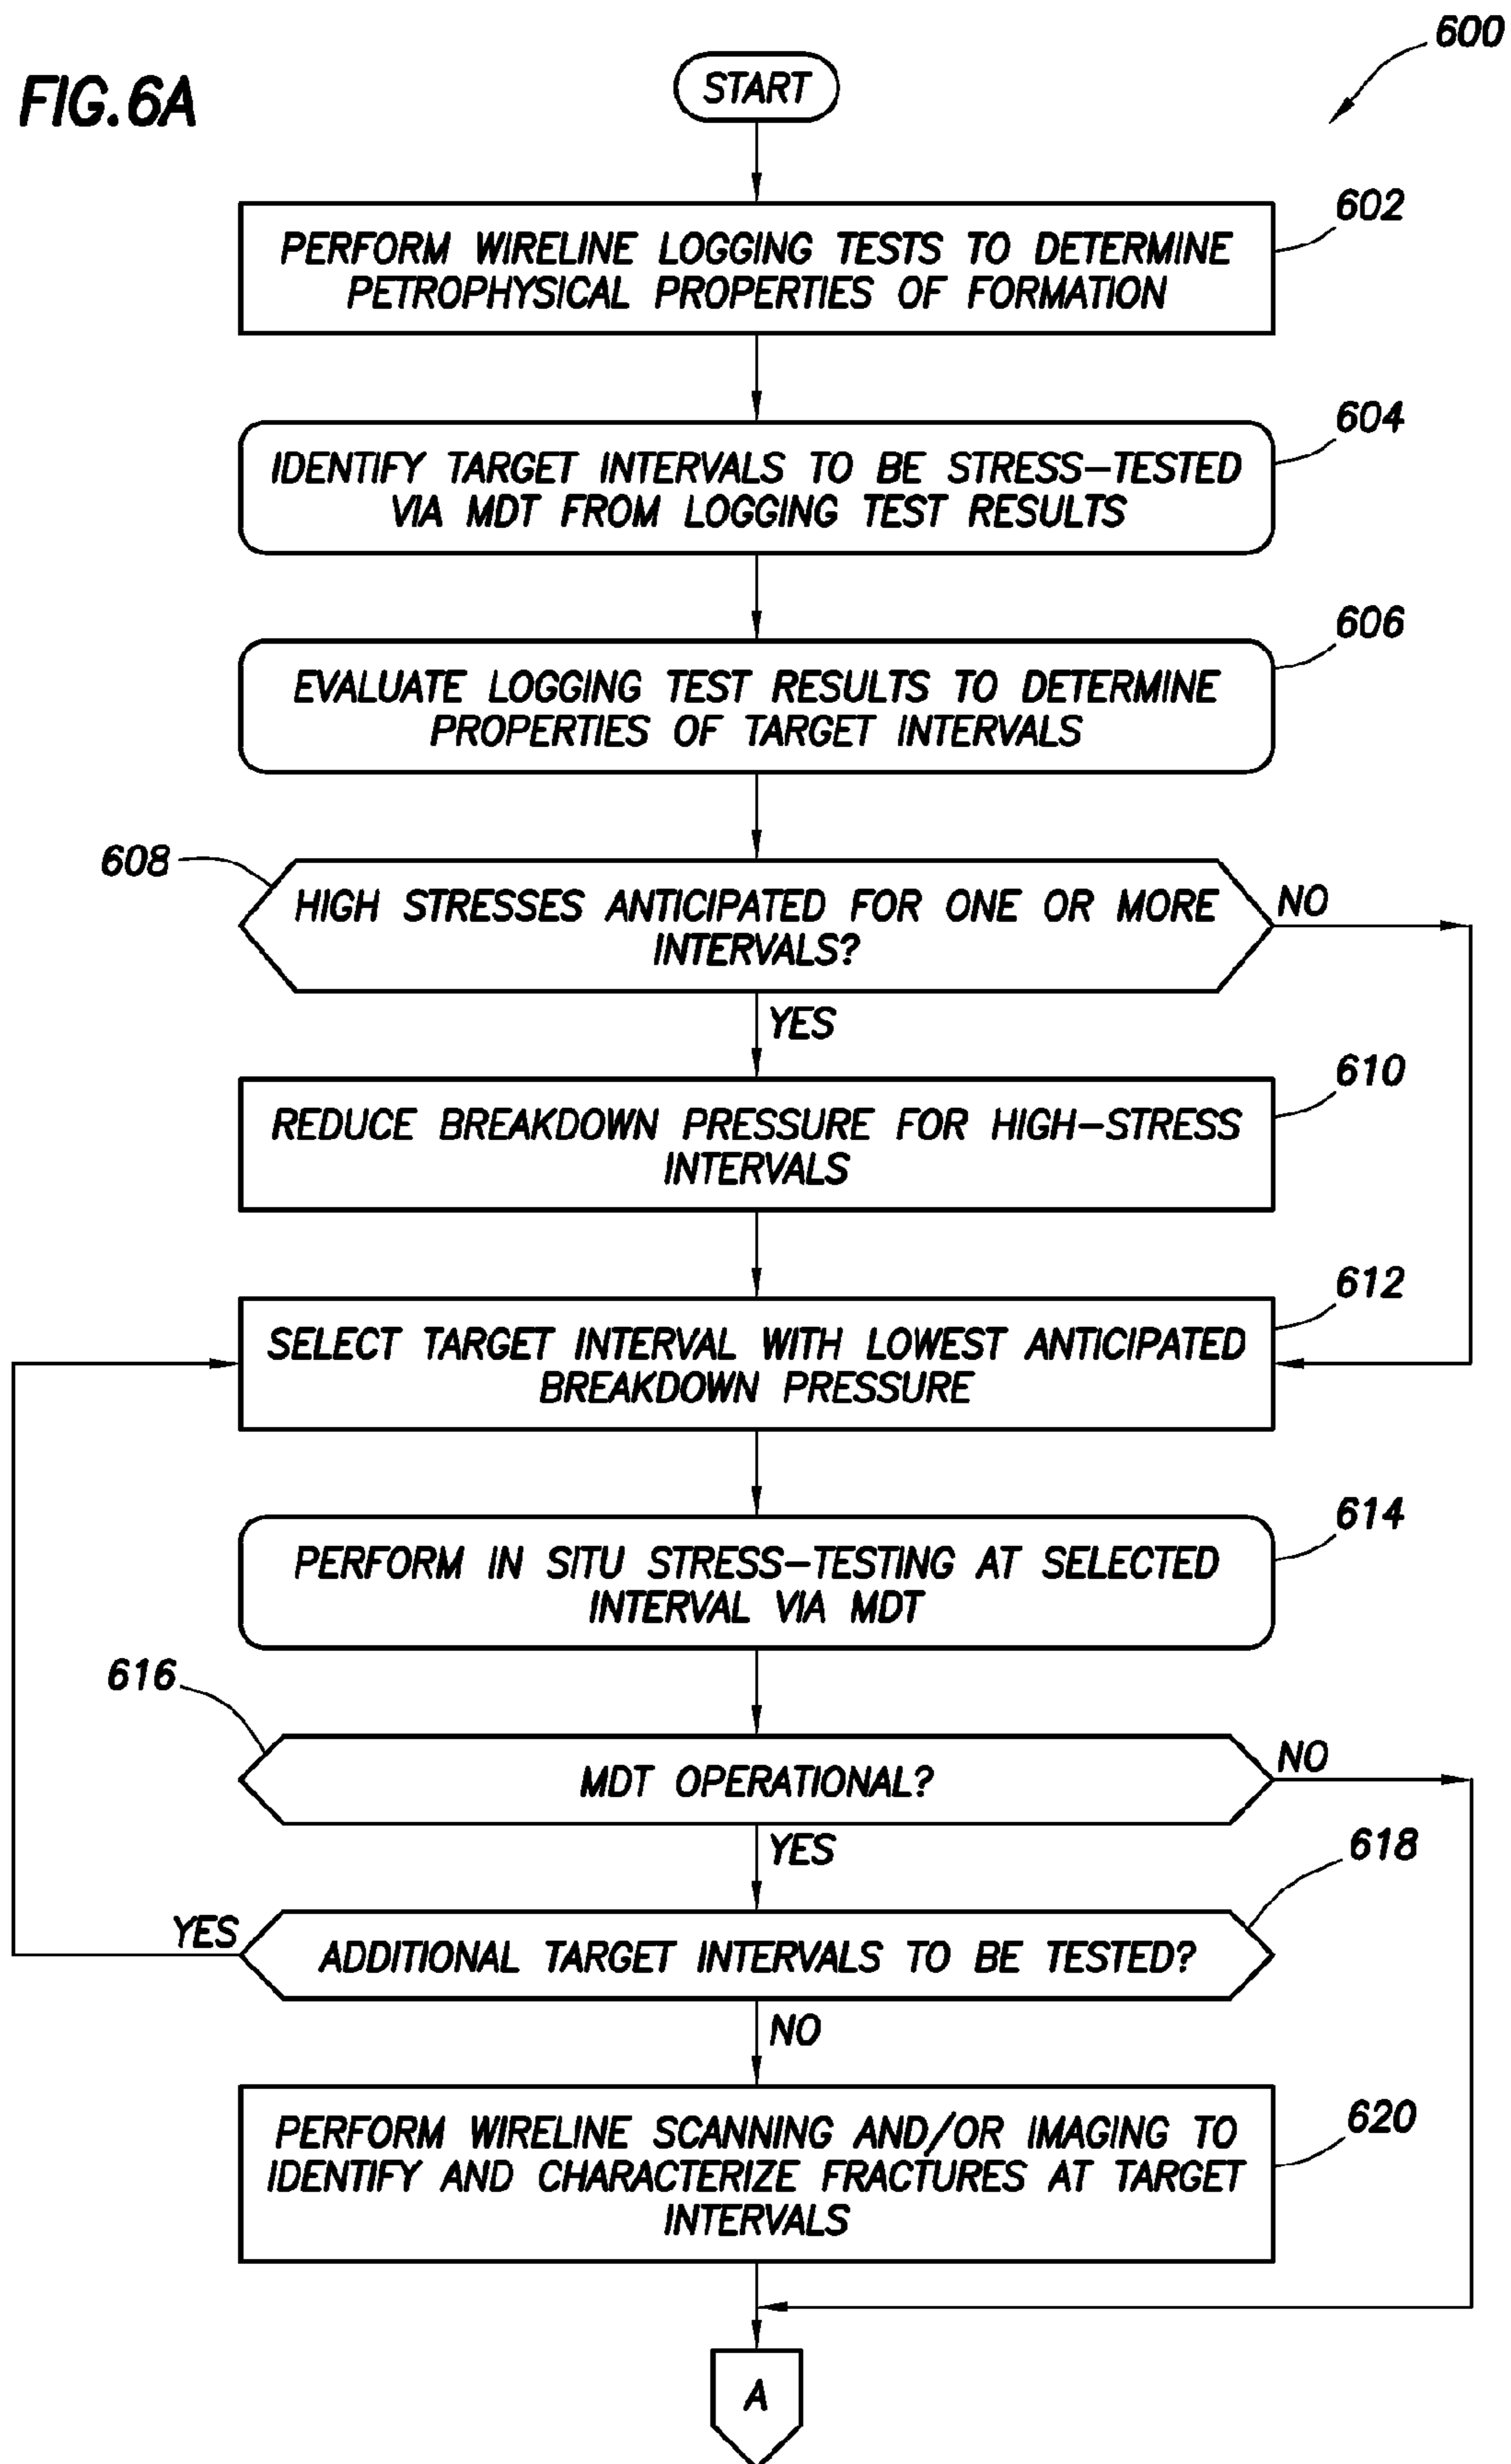 FIG.6A
600
START
602
PERFORM WIRELINE LOGGING TESTS TO DETERMINE
PETROPHYSICAL PROPERTIES OF FORMATION
604
IDENTIFY TARGET INTERVALS TO BE STRESS-TESTED
VIA MDT FROM LOGGING TEST RESULTS
606
EVALUATE LOGGING TEST RESULTS TO DETERMINE
PROPERTIES OF TARGET INTERVALS
608
HIGH STRESSES ANTICIPATED FOR ONE OR MORE
INTERVALS?
NO
YES
610
REDUCE BREAKDOWN PRESSURE FOR HIGH-STRESS
INTERVALS
612
SELECT TARGET INTERVAL WITH LOWEST ANTICIPATED
BREAKDOWN PRESSURE
614
PERFORM IN SITU STRESS-TESTING AT SELECTED
INTERVAL VIA MDT
616
MDT OPERATIONAL?
NO
YES
618
YES
ADDITIONAL TARGET INTERVALS TO BE TESTED?
NO
620
PERFORM WIRELINE SCANNING AND/OR IMAGING TO
IDENTIFY AND CHARACTERIZE FRACTURES AT TARGET
INTERVALS
A